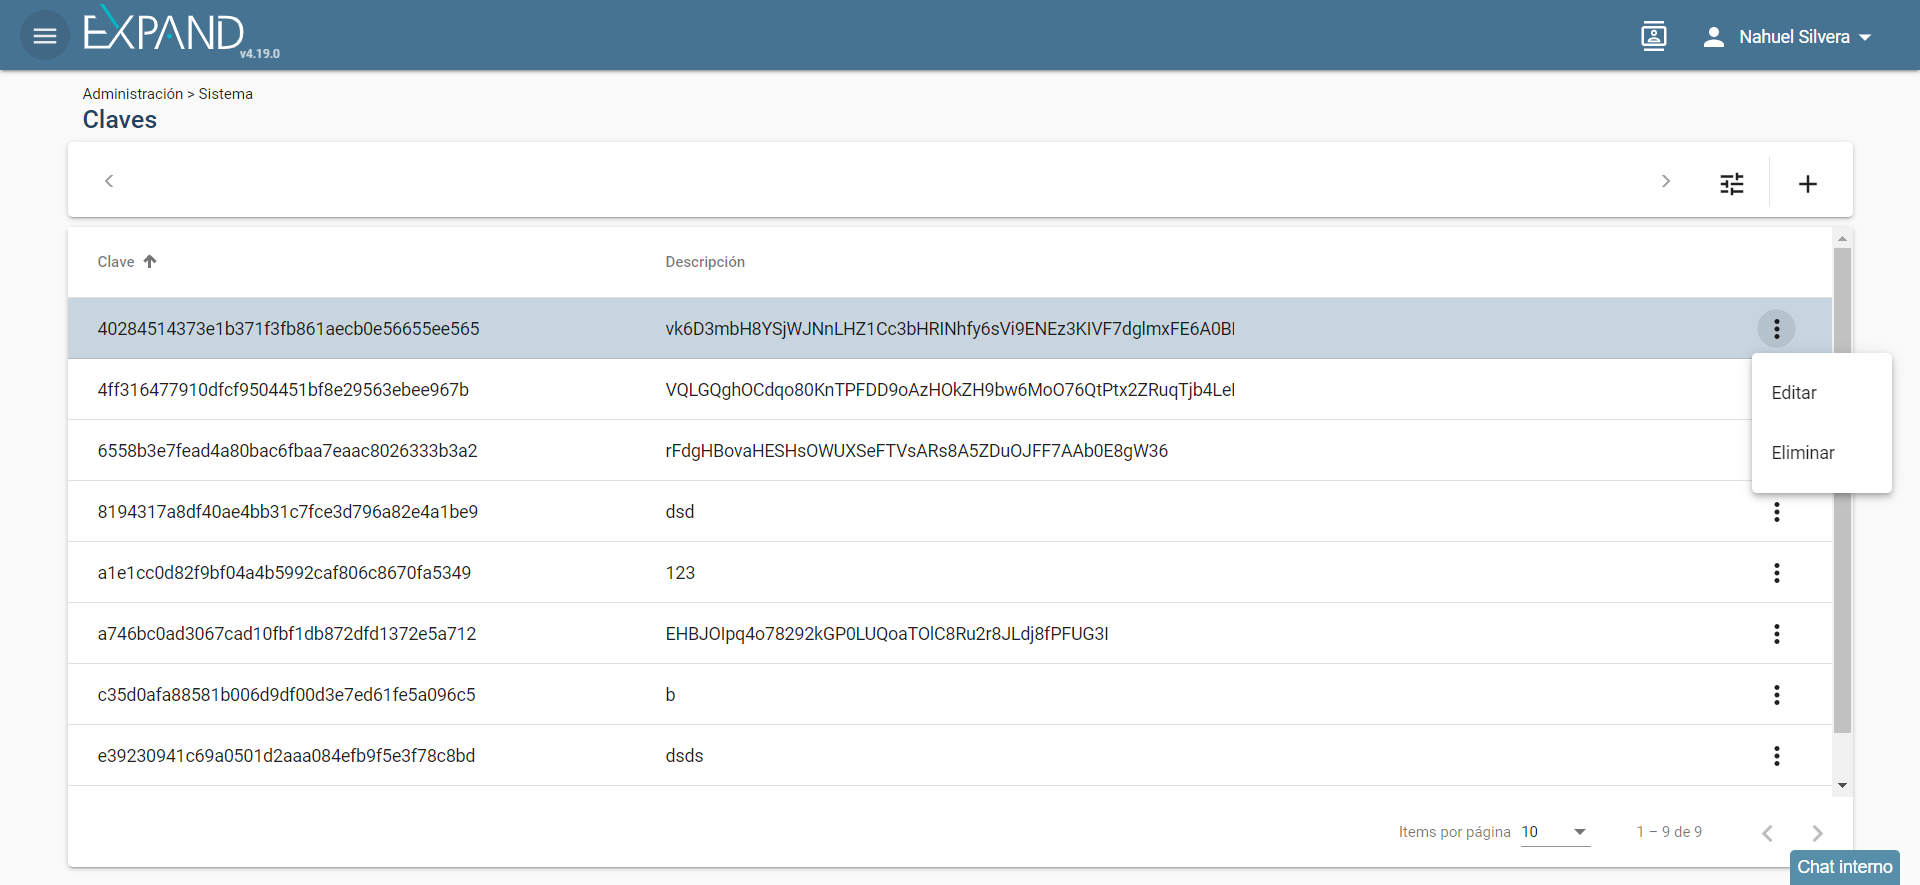 EXPAND
v4.19.0
Nahuel Silvera
Administración > Sistema
Claves
Clave Descripción
40284514373e1b371f3fb861aecb0e56655ee565 vk6D3mbH8YSjWJNnLHZ1Cc3bHRINhfy6sVi9ENEz3KIVF7dglmxFE6A0BI
4ff316477910dfcf9504451bf8e29563ebee967b VQLGQghOCdqo80KnTPFDD9oAzHOkZH9bw6MoO76QtPtx2ZRuqTjb4LeI
6558b3e7fead4a80bac6fbaa7eaac8026333b3a2 rFdgHBovaHESHsOWUXSeFTVsARs8A5ZDuOJFF7AAb0E8gW36
8194317a8df40ae4bb31c7fce3d796a82e4a1be9 dsd
a1e1cc0d82f9bf04a4b5992caf806c8670fa5349 123
a746bc0ad3067cad10fbf1db872dfd1372e5a712 EHBJOIpq4o78292kGP0LUQoaTOlC8Ru2r8JLdj8fPFUG3I
c35d0afa88581b006d9df00d3e7ed61fe5a096c5 b
e39230941c69a0501d2aaa084efb9f5e3f78c8bd dsds
Editar
Eliminar
Items por página 10 1 – 9 de 9
Chat interno